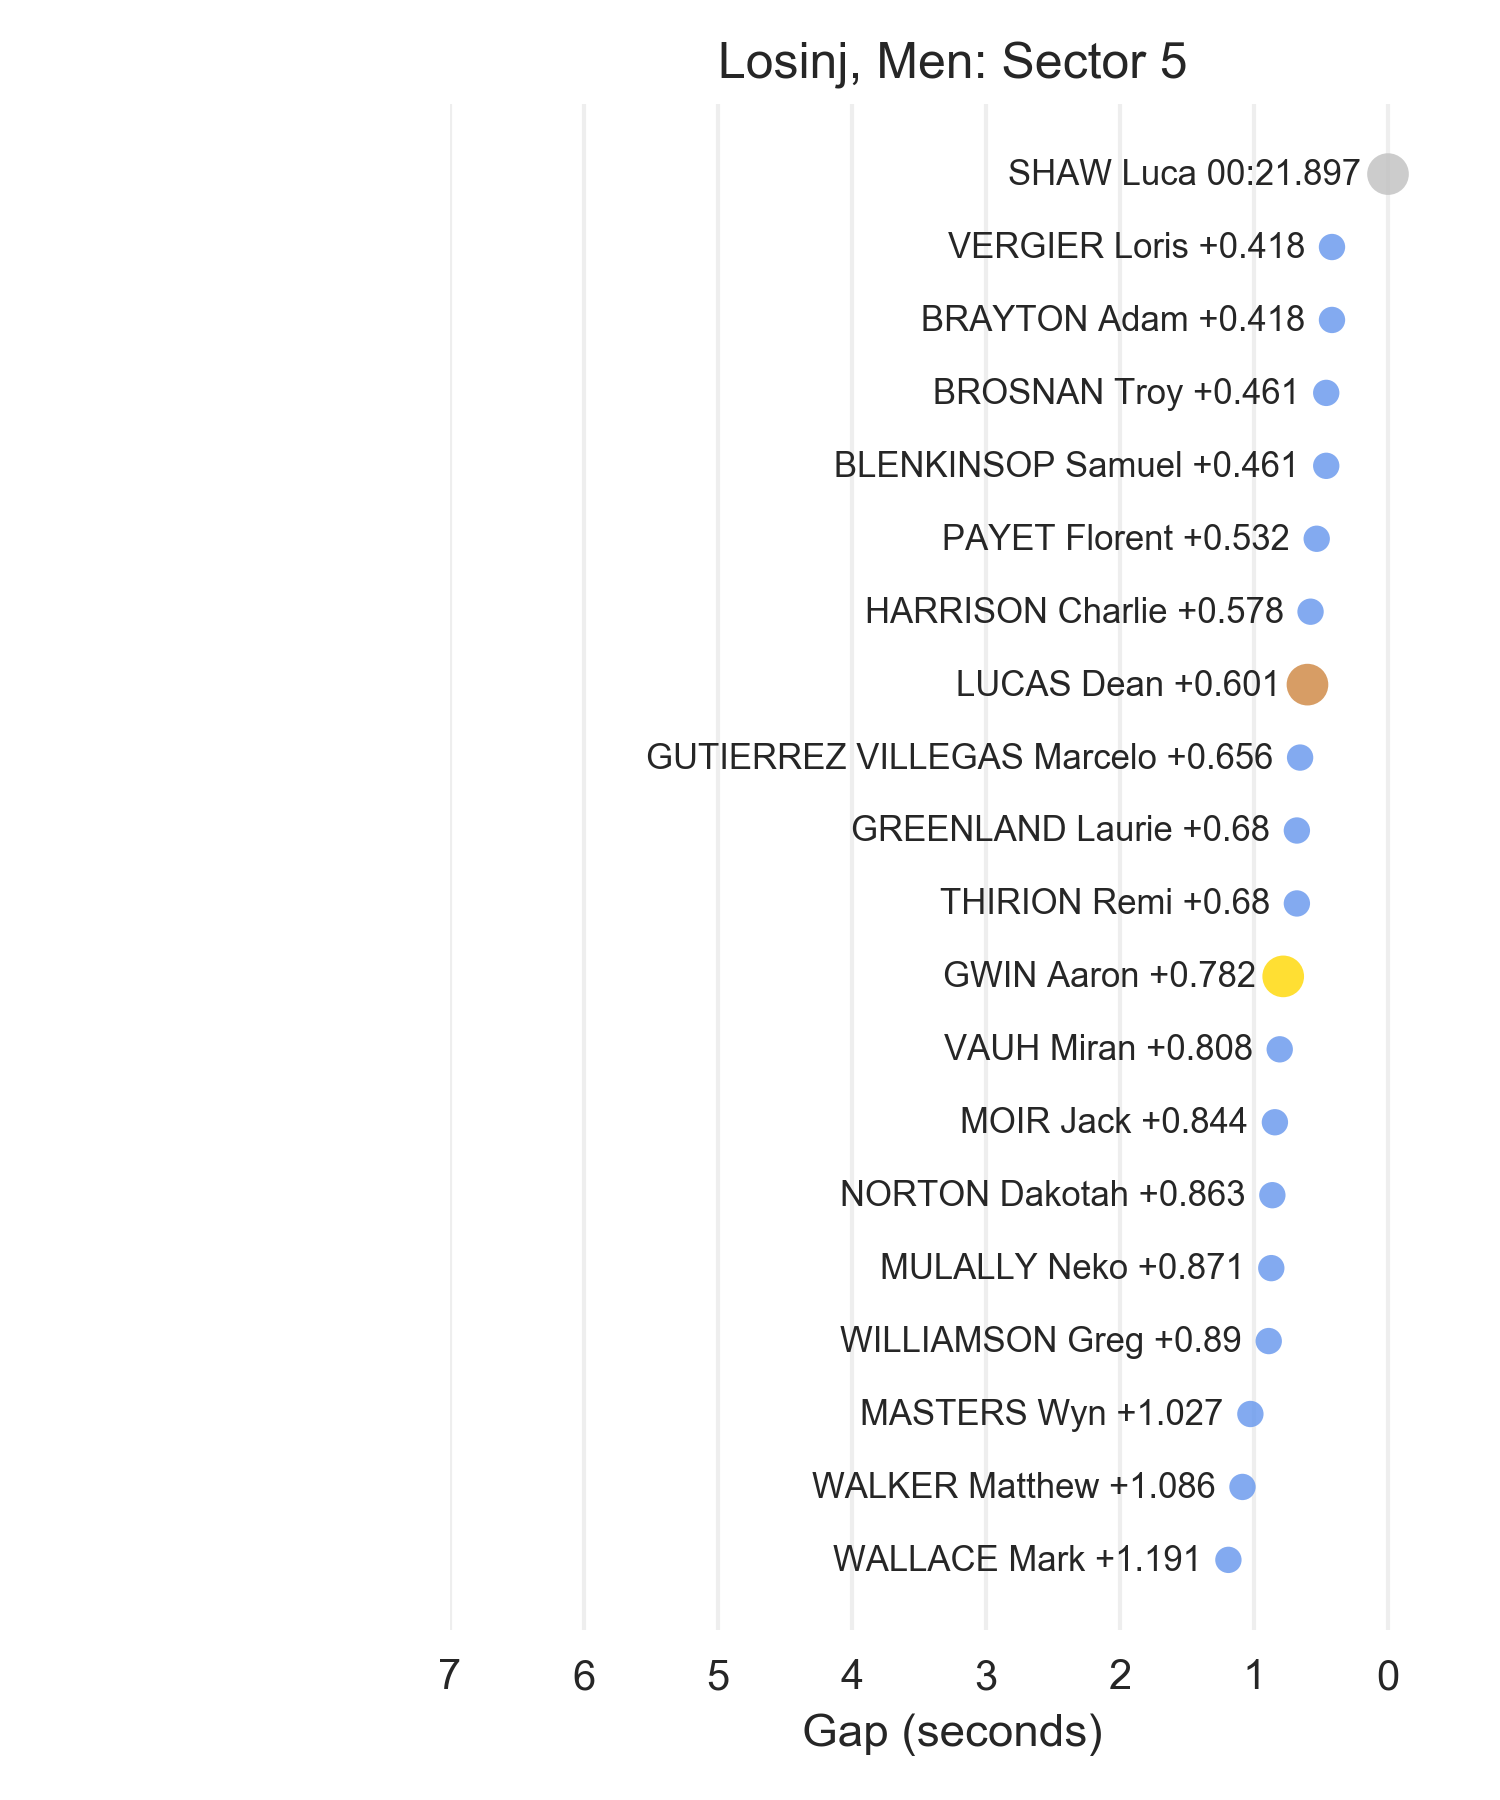 Losinj, Men: Sector 5
SHAW Luca 00:21.897
VERGIER Loris +0.418
BRAYTON Adam +0.418
BROSNAN Troy +0.461
BLENKINSOP Samuel +0.461
PAYET Florent +0.532
HARRISON Charlie +0.578
LUCAS Dean +0.601
GUTIERREZ VILLEGAS Marcelo +0.656
GREENLAND Laurie +0.68
THIRION Remi +0.68
GWIN Aaron +0.782
VAUH Miran +0.808
MOIR Jack +0.844
NORTON Dakotah +0.863
MULALLY Neko +0.871
WILLIAMSON Greg +0.89
MASTERS Wyn +1.027
WALKER Matthew +1.086
WALLACE Mark +1.191
7 6 5 4 3 2 1 0
Gap (seconds)